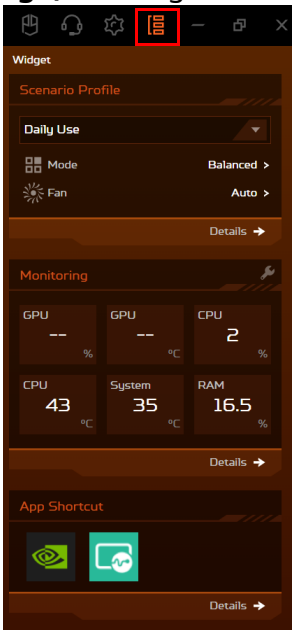 Widget
Scenario Profile
Daily Use
Mode Balanced >
Fan Auto >
Details →
Monitoring
GPU GPU CPU
-- -- 2
% °C %
CPU System RAM
43 35 16.5
°C °C %
Details →
App Shortcut
Details →